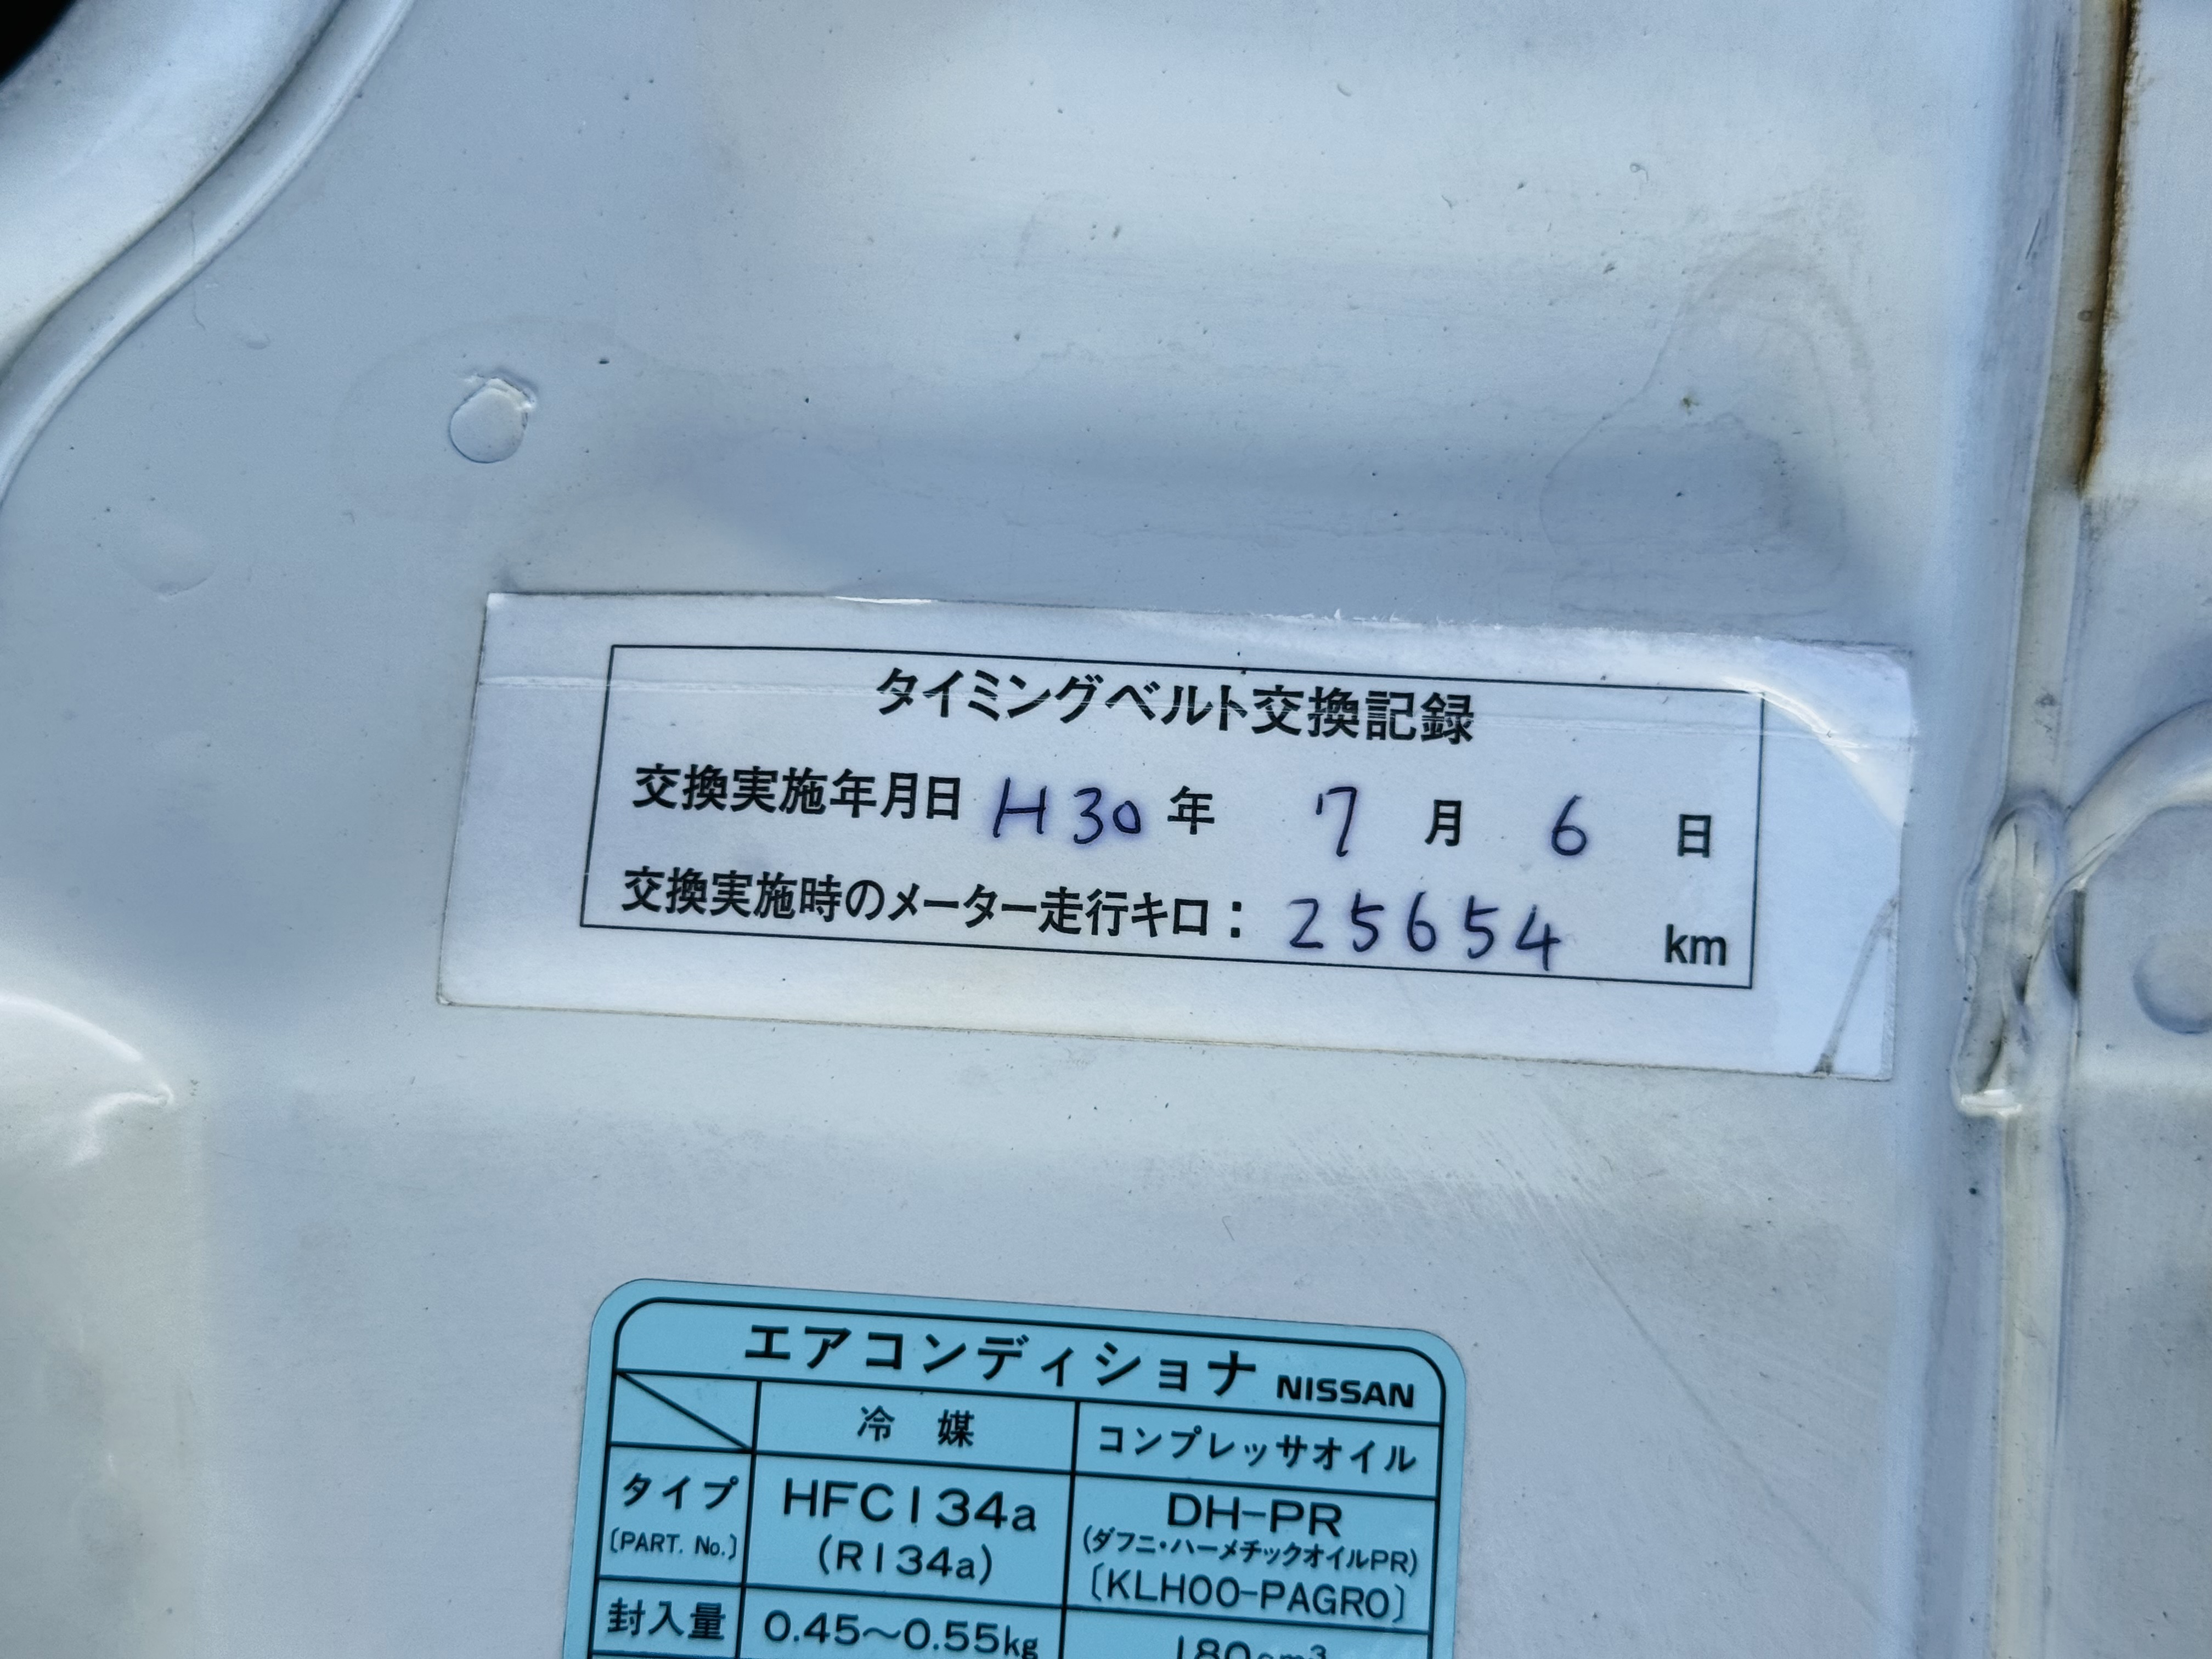 タイミングベルト交換記録
交換実施年月日 H30年 7月 6日
交換実施時のメーター走行キロ: 25654 km
エアコンディショナ NISSAN
冷媒 コンプレッサオイル
タイプ HFC134a DH-PR
〔PART. No.〕 (R134a) (ダフニ・ハーメチックオイルPR)
〔KLH00-PAGR0〕
封入量 0.45~0.55kg 180cm³